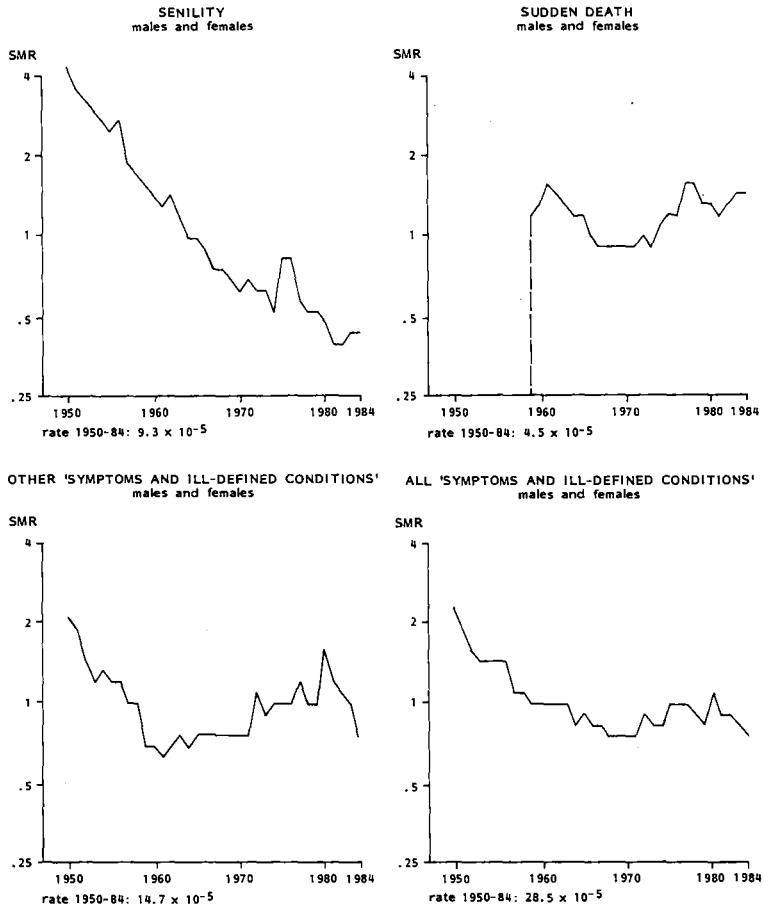 SENILITY
males and females
SMR
4
2
1
.5
.25
1950 1960 1970 1980 1984
rate 1950-84: 9.3 x 10-5
SUDDEN DEATH
males and females
SMR
4
2
1
.5
.25
1950 1960 1970 1980 1984
rate 1950-84: 4.5 x 10-5
OTHER 'SYMPTOMS AND ILL-DEFINED CONDITIONS'
males and females
SMR
4
2
1
.5
.25
1950 1960 1970 1980 1984
rate 1950-84: 14.7 x 10-5
ALL 'SYMPTOMS AND ILL-DEFINED CONDITIONS'
males and females
SMR
4
2
1
.5
.25
1950 1960 1970 1980 1984
rate 1950-84: 28.5 x 10-5